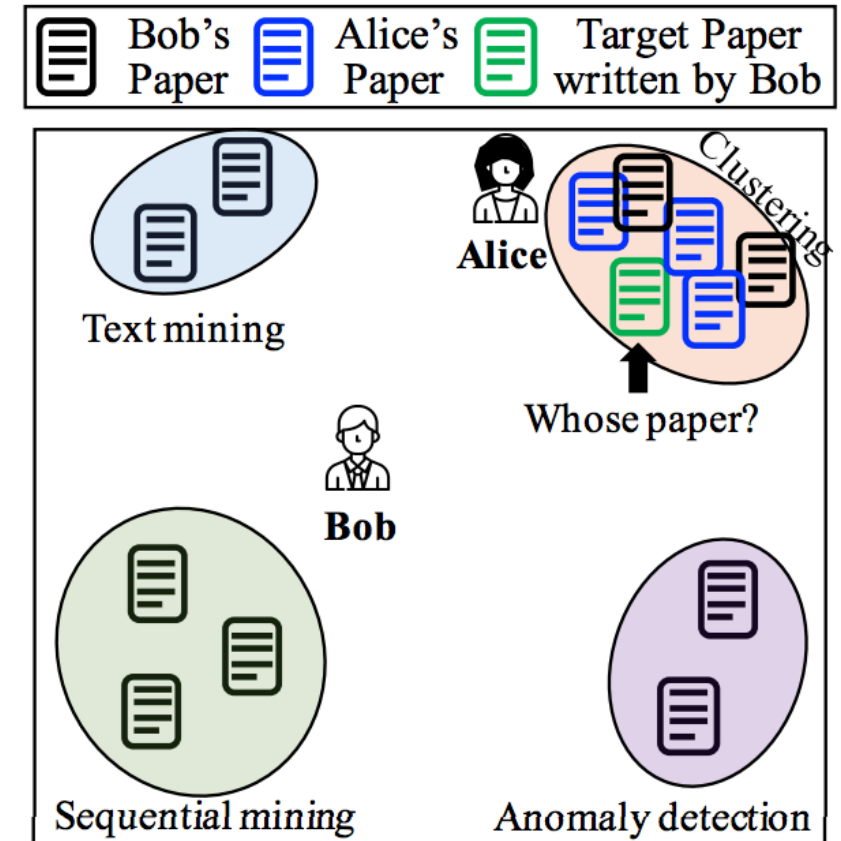 Bob's Paper
Alice's Paper
Target Paper written by Bob
Clustering
Alice
Text mining
Whose paper?
Bob
Sequential mining
Anomaly detection